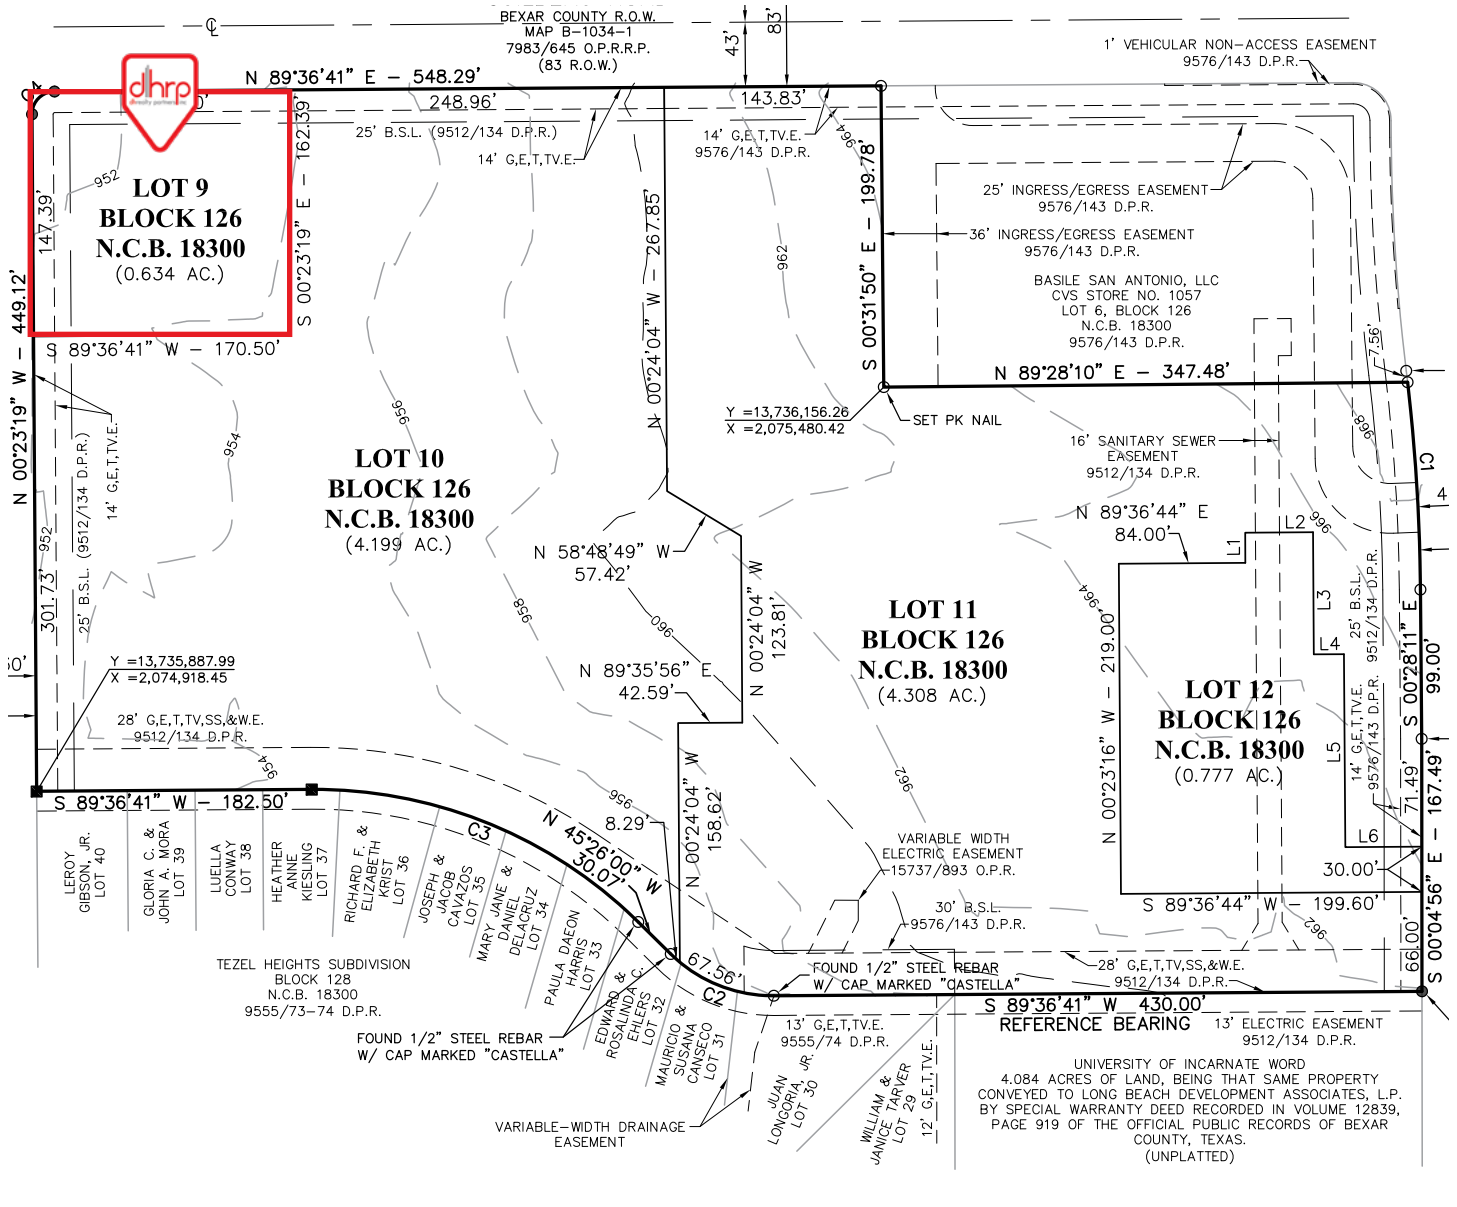 BEXAR COUNTY R.O.W.
MAP B-1034-1
7983/645 O.P.R.R.P.
(83 R.O.W.)
43'
83'
1' VEHICULAR NON-ACCESS EASEMENT
9576/143 D.P.R.
dhrp
N 89°36'41" E - 548.29'
248.96'
143.83'
25' B.S.L. (9512/134 D.P.R.)
14' G,E,T,TV.E.
14' G,E,T,TV.E.
9576/143 D.P.R.
964
952
LOT 9
BLOCK 126
N.C.B. 18300
(0.634 AC.)
147.39'
S 00°23'19" E - 162.39'
S 89°36'41" W - 170.50'
N 00°23'19" W - 449.12'
N 00°24'04" W - 267.85'
962
S 00°31'50" E - 199.78'
25' INGRESS/EGRESS EASEMENT
9576/143 D.P.R.
36' INGRESS/EGRESS EASEMENT
9576/143 D.P.R.
BASILE SAN ANTONIO, LLC
CVS STORE NO. 1057
LOT 6, BLOCK 126
N.C.B. 18300
9576/143 D.P.R.
7.56'
N 89°28'10" E - 347.48'
Y =13,736,156.26
X =2,075,480.42
SET PK NAIL
968
C1
4
16' SANITARY SEWER
EASEMENT
9512/134 D.P.R.
956
954
14' G,E,T,TV.E.
25' B.S.L. (9512/134 D.P.R.)
952
301.73'
LOT 10
BLOCK 126
N.C.B. 18300
(4.199 AC.)
N 58°48'49" W
57.42'
N 89°36'44" E
84.00'
L1
L2
966
L3
L4
25' B.S.L.
9512/134 D.P.R.
958
960
964
N 00°24'04" W
123.81'
LOT 11
BLOCK 126
N.C.B. 18300
(4.308 AC.)
N 00°23'16" W - 219.00'
S 00°28'11" E
99.00'
Y =13,735,887.99
X =2,074,918.45
N 89°35'56" E
42.59'
LOT 12
BLOCK 126
N.C.B. 18300
(0.777 AC.)
L5
14' G,E,T,TV.E.
9576/143 D.P.R.
28' G,E,T,TV,SS,&W.E.
9512/134 D.P.R.
954
S 89°36'41" W - 182.50'
956
962
8.29'
N 00°24'04" W
158.62'
71.49'
S 00°04'56" E - 167.49'
L6
30.00'
C3
N 45°26'00" W
30.07'
VARIABLE WIDTH
ELECTRIC EASEMENT
15737/893 O.P.R.
30' B.S.L.
9576/143 D.P.R.
S 89°36'44" W - 199.60'
962
66.00'
LEROY
GIBSON, JR.
LOT 40
GLORIA C. &
JOHN A. MORA
LOT 39
LUELLA
CONWAY
LOT 38
HEATHER
ANNE
KIESLING
LOT 37
RICHARD F. &
ELIZABETH
KRIST
LOT 36
JOSEPH &
JACOB
CAVAZOS
LOT 35
MARY JANE &
DANIEL
DELACRUZ
LOT 34
PAULA DAEON
HARRIS
LOT 33
EDWARD &
ROSALINDA C.
EHLERS
LOT 32
MAURICIO &
SUSANA
CANSECO
LOT 31
67.56'
C2
TEZEL HEIGHTS SUBDIVISION
BLOCK 128
N.C.B. 18300
9555/73-74 D.P.R.
FOUND 1/2" STEEL REBAR
W/ CAP MARKED "CASTELLA"
FOUND 1/2" STEEL REBAR
W/ CAP MARKED "CASTELLA"
28' G,E,T,TV,SS,&W.E.
9512/134 D.P.R.
S 89°36'41" W 430.00'
REFERENCE BEARING
13' G,E,T,TV.E.
9555/74 D.P.R.
13' ELECTRIC EASEMENT
9512/134 D.P.R.
JUAN
LONGORIA, JR.
LOT 30
WILLIAM &
JANICE TARVER
LOT 29
12' G,E,T,TV.E.
VARIABLE-WIDTH DRAINAGE
EASEMENT
UNIVERSITY OF INCARNATE WORD
4.084 ACRES OF LAND, BEING THAT SAME PROPERTY
CONVEYED TO LONG BEACH DEVELOPMENT ASSOCIATES, L.P.
BY SPECIAL WARRANTY DEED RECORDED IN VOLUME 12839,
PAGE 919 OF THE OFFICIAL PUBLIC RECORDS OF BEXAR
COUNTY, TEXAS.
(UNPLATTED)